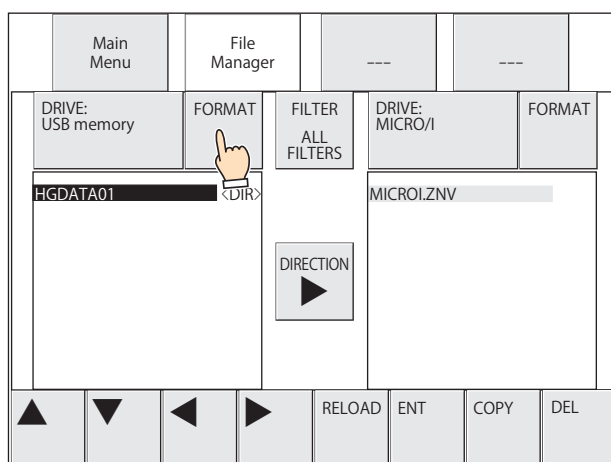 Main
Menu
File
Manager
---
---
DRIVE:
USB memory
FORMAT
FILTER
ALL
FILTERS
DRIVE:
MICRO/I
FORMAT
HGDATA01 <DIR>
MICROI.ZNV
DIRECTION
RELOAD
ENT
COPY
DEL